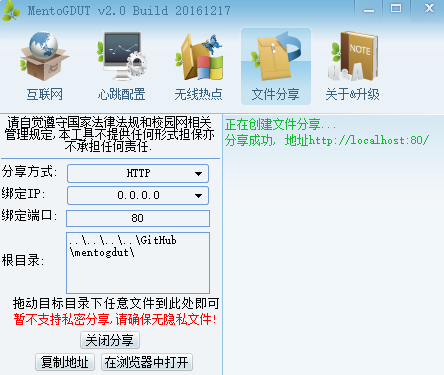 MentoGDUT v2.0 Build 20161217
互联网
心跳配置
无线热点
文件分享
NOTE
Q&A
关于&升级
请自觉遵守国家法律法规和校园网相关
管理规定,本工具不提供任何形式担保亦
不承担任何责任.
分享方式: HTTP
绑定IP: 0.0.0.0
绑定端口: 80
根目录:
..\..\..\..\GitHub
\mentogdut\
拖动目标目录下任意文件到此处即可
暂不支持私密分享,请确保无隐私文件!
关闭分享
复制地址
在浏览器中打开
正在创建文件分享...
分享成功, 地址http://localhost:80/